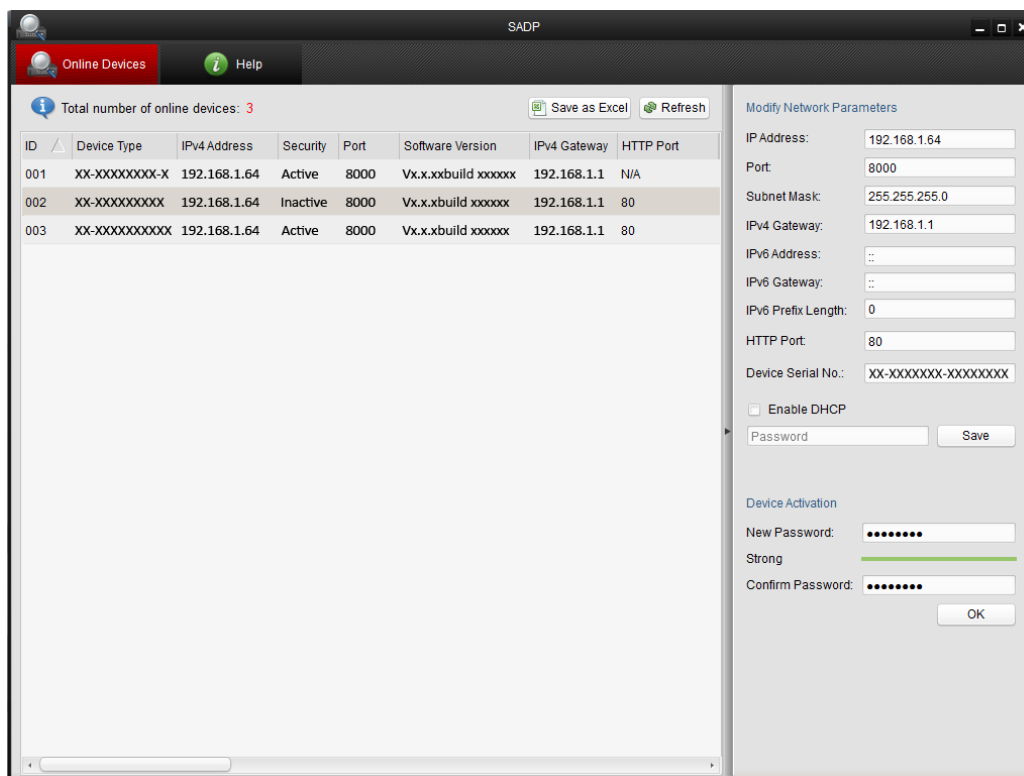 SADP
Online Devices Help
Total number of online devices: 3 Save as Excel Refresh
ID Device Type IPv4 Address Security Port Software Version IPv4 Gateway HTTP Port
001 XX-XXXXXXXX-X 192.168.1.64 Active 8000 Vx.x.xxbuild xxxxxx 192.168.1.1 N/A
002 XX-XXXXXXXXX 192.168.1.64 Inactive 8000 Vx.x.xbuild xxxxxx 192.168.1.1 80
003 XX-XXXXXXXXXX 192.168.1.64 Active 8000 Vx.x.xbuild xxxxxx 192.168.1.1 80
Modify Network Parameters
IP Address: 192.168.1.64
Port: 8000
Subnet Mask: 255.255.255.0
IPv4 Gateway: 192.168.1.1
IPv6 Address: ::
IPv6 Gateway: ::
IPv6 Prefix Length: 0
HTTP Port: 80
Device Serial No.: XX-XXXXXXX-XXXXXXXX
Enable DHCP
Password Save
Device Activation
New Password: ●●●●●●●●
Strong
Confirm Password: ●●●●●●●●
OK